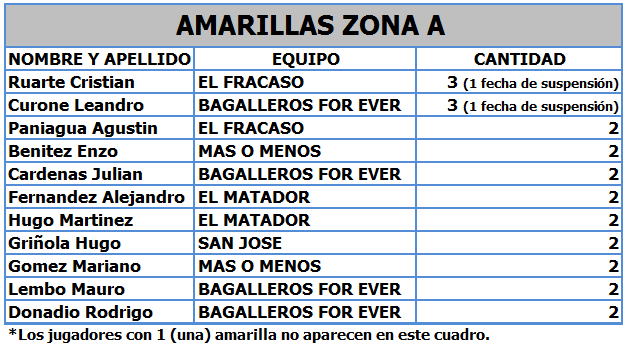 AMARILLAS ZONA A
NOMBRE Y APELLIDO EQUIPO CANTIDAD
Ruarte Cristian EL FRACASO 3 (1 fecha de suspensión)
Curone Leandro BAGALLEROS FOR EVER 3 (1 fecha de suspensión)
Paniagua Agustin EL FRACASO 2
Benitez Enzo MAS O MENOS 2
Cardenas Julian BAGALLEROS FOR EVER 2
Fernandez Alejandro EL MATADOR 2
Hugo Martinez EL MATADOR 2
Griñola Hugo SAN JOSE 2
Gomez Mariano MAS O MENOS 2
Lembo Mauro BAGALLEROS FOR EVER 2
Donadio Rodrigo BAGALLEROS FOR EVER 2
*Los jugadores con 1 (una) amarilla no aparecen en este cuadro.